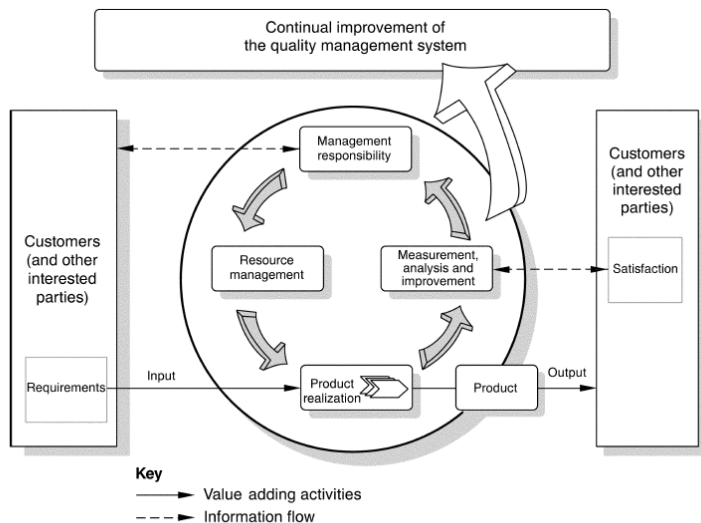 Continual improvement of
the quality management system
Management
responsibility
Customers
(and other
interested
parties)
Customers
(and other
interested
parties)
Resource
management
Measurement,
analysis and
improvement
Satisfaction
Requirements
Input
Product
realization
Product
Output
Key
Value adding activities
Information flow